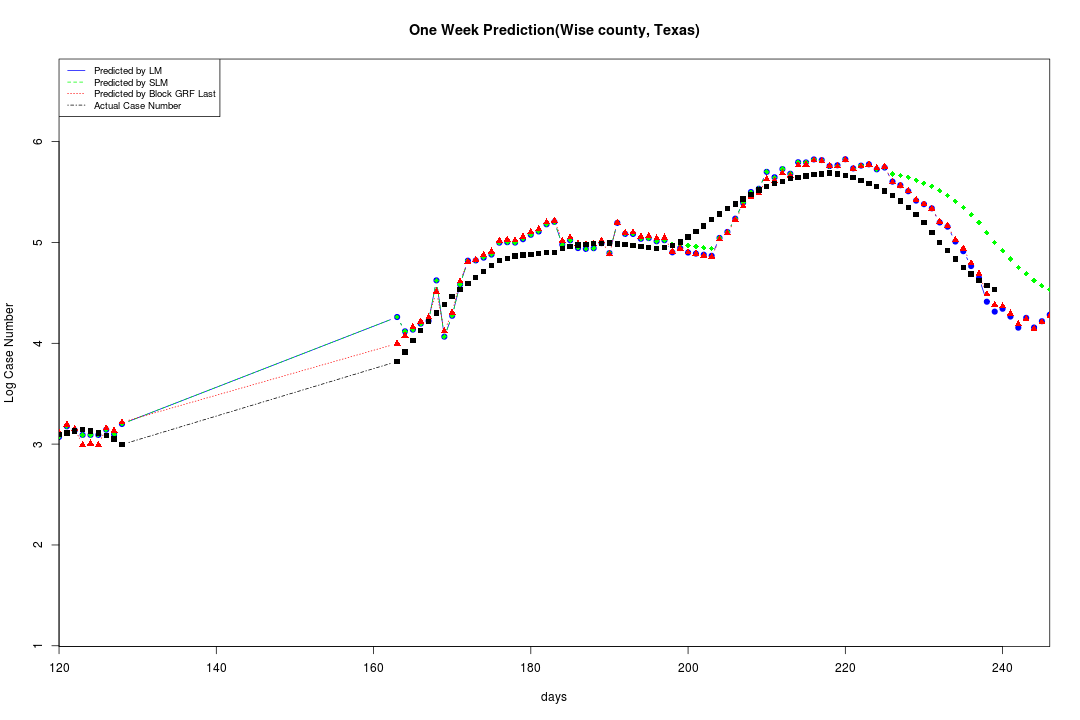 One Week Prediction(Wise county, Texas)
Predicted by LM
Predicted by SLM
Predicted by Block GRF Last
Actual Case Number
Log Case Number
6
5
4
3
2
1
120 140 160 180 200 220 240
days